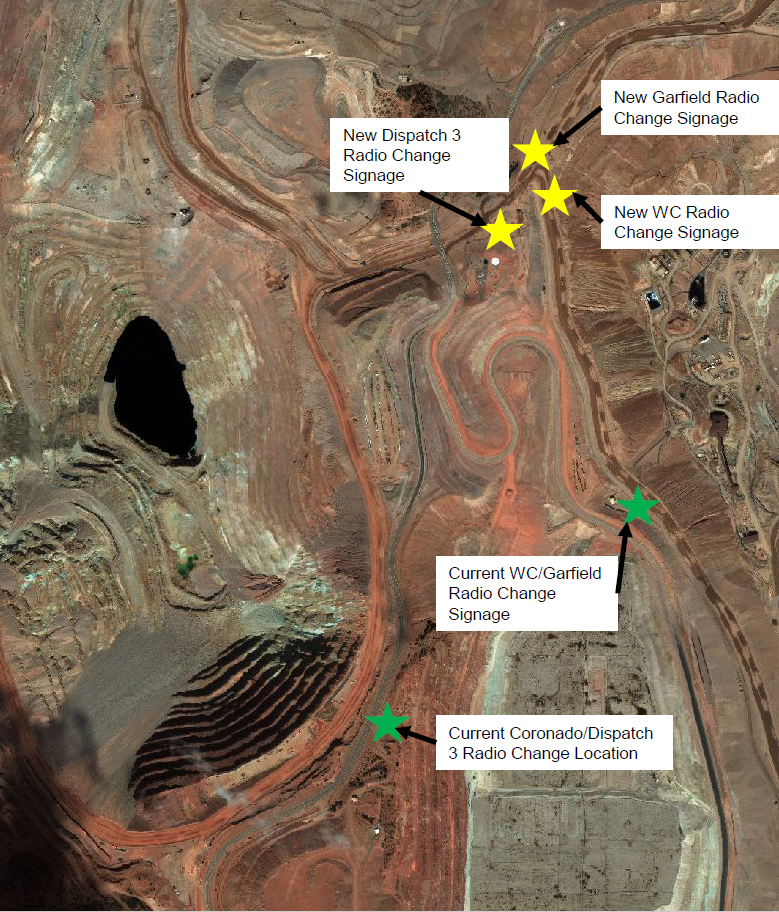 New Garfield Radio
Change Signage
New Dispatch 3
Radio Change
Signage
New WC Radio
Change Signage
Current WC/Garfield
Radio Change
Signage
Current Coronado/Dispatch
3 Radio Change Location